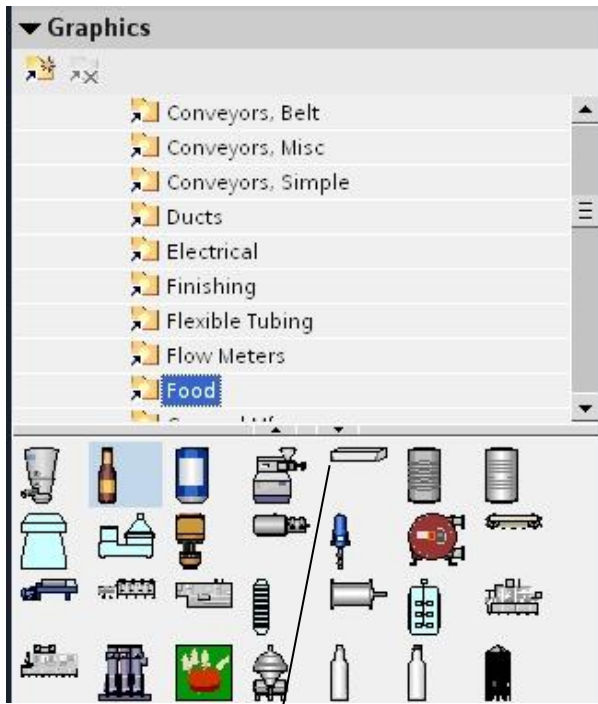 Graphics
Conveyors, Belt
Conveyors, Misc
Conveyors, Simple
Ducts
Electrical
Finishing
Flexible Tubing
Flow Meters
Food